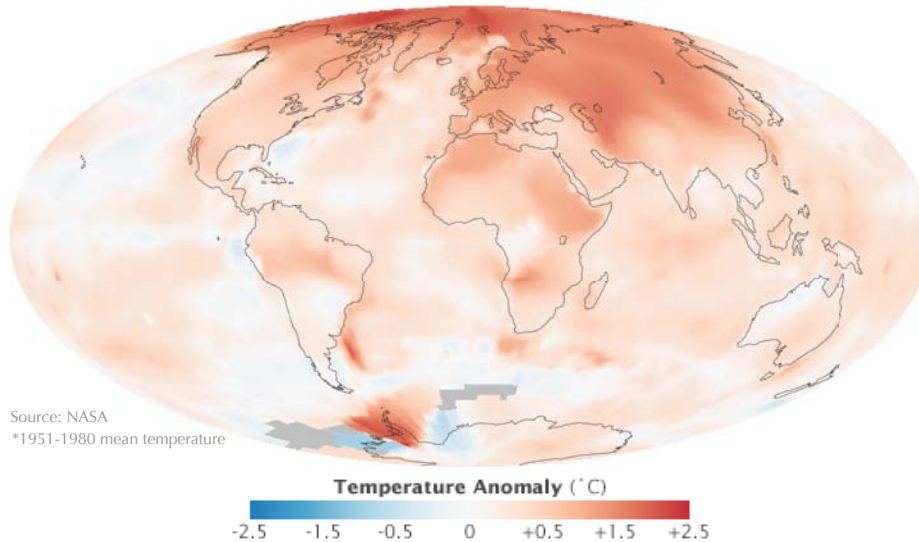 Source: NASA
*1951-1980 mean temperature
Temperature Anomaly (˚C)
-2.5 -1.5 -0.5 0 +0.5 +1.5 +2.5